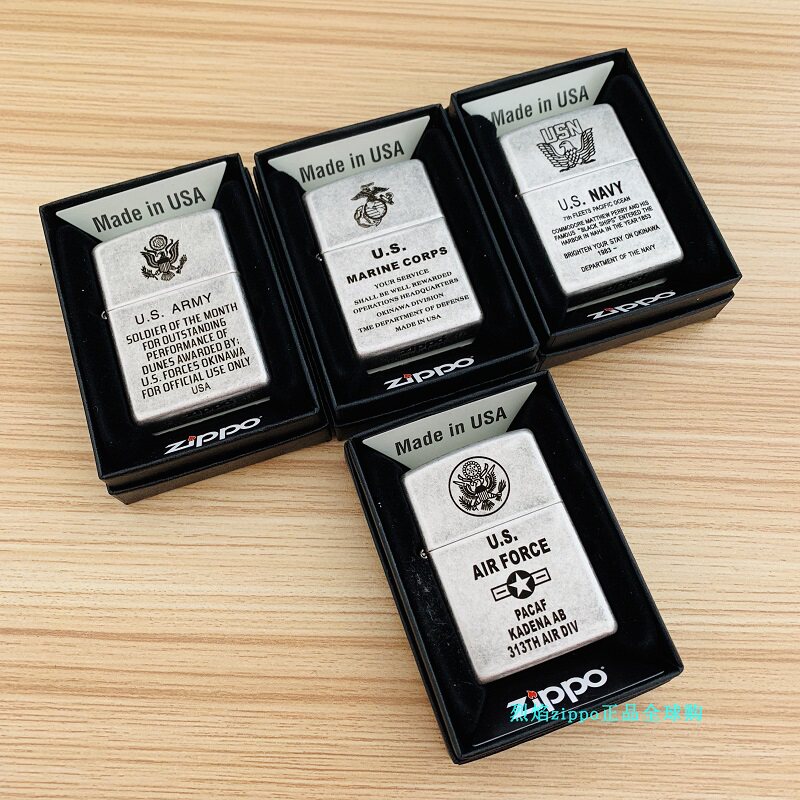 Made in USA
U.S. ARMY
SOLDIER OF THE MONTH
FOR OUTSTANDING
PERFORMANCE OF
DUNES AWARDED BY:
U.S. FORCES OKINAWA
FOR OFFICIAL USE ONLY
USA
zippo
Made in USA
U.S.
MARINE CORPS
YOUR SERVICE
SHALL BE WELL REWARDED
OPERATIONS HEADQUARTERS
OKINAWA DIVISION
TME DEPARTMENT OF DEFENSE
MADE IN USA
zippo
Made in USA
USN
U.S. NAVY
7th FLEETS PACIFIC OCEAN
COMMODORE MATTHEW PERRY AND HIS
FAMOUS "BLACK SHIPS" ENTERED THE
HARBOR IN NAHA IN THE YEAR 1853
BRIGHTEN YOUR STAY ON OKINAWA
1983 –
DEPARTMENT OF THE NAVY
zippo
Made in USA
U.S.
AIR FORCE
PACAF
KADENA AB
313TH AIR DIV
zippo
烈焰zippo正品全球购